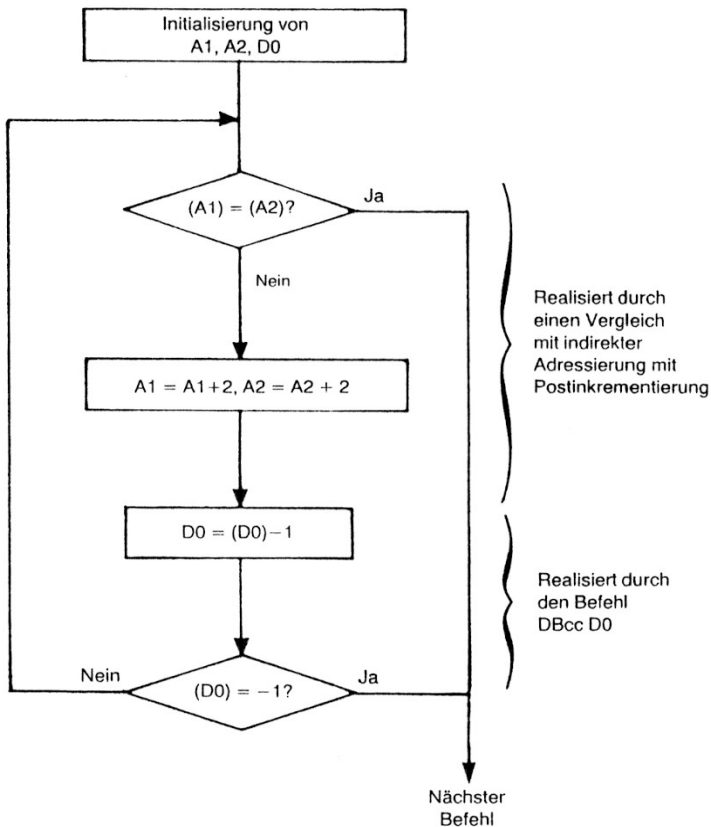 Initialisierung von
A1, A2, D0
(A1) = (A2)?
Ja
Nein
Realisiert durch
einen Vergleich
mit indirekter
Adressierung mit
Postinkrementierung
A1 = A1+2, A2 = A2 + 2
D0 = (D0)−1
Realisiert durch
den Befehl
DBcc D0
Nein
(D0) = −1?
Ja
Nächster
Befehl